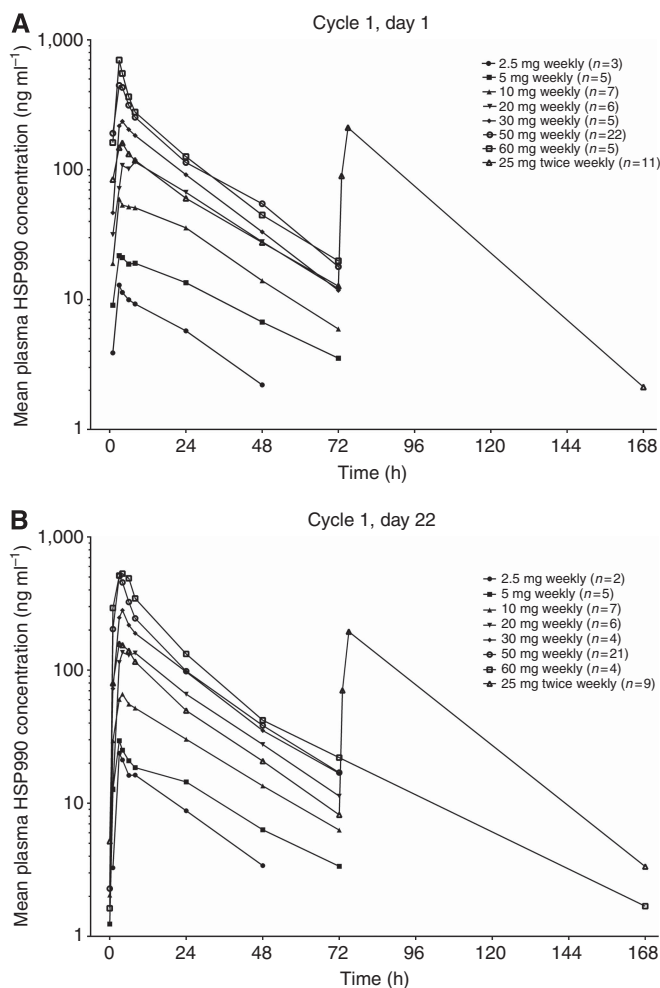 A
Cycle 1, day 1
Mean plasma HSP990 concentration (ng ml⁻¹)
1,000
100
10
1
2.5 mg weekly (n=3)
5 mg weekly (n=5)
10 mg weekly (n=7)
20 mg weekly (n=6)
30 mg weekly (n=5)
50 mg weekly (n=22)
60 mg weekly (n=5)
25 mg twice weekly (n=11)
0 24 48 72 96 120 144 168
Time (h)
B
Cycle 1, day 22
Mean plasma HSP990 concentration (ng ml⁻¹)
1,000
100
10
1
2.5 mg weekly (n=2)
5 mg weekly (n=5)
10 mg weekly (n=7)
20 mg weekly (n=6)
30 mg weekly (n=4)
50 mg weekly (n=21)
60 mg weekly (n=4)
25 mg twice weekly (n=9)
0 24 48 72 96 120 144 168
Time (h)